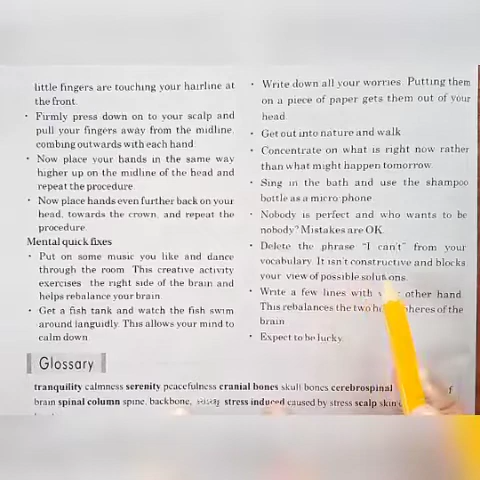 little fingers are touching your hairline at
the front.
• Firmly press down on to your scalp and
pull your fingers away from the midline,
combing outwards with each hand
• Now place your hands in the same way
higher up on the midline of the head and
repeat the procedure.
• Now place hands even further back on your
head, towards the crown, and repeat the
procedure.
Mental quick fixes
• Put on some music you like and dance
through the room. This creative activity
exercises the right side of the brain and
helps rebalance your brain.
• Get a fish tank and watch the fish swim
around languidly. This allows your mind to
calm down.
• Write down all your worries. Putting them
on a piece of paper gets them out of your
head.
• Get out into nature and walk.
• Concentrate on what is right now rather
than what might happen tomorrow.
• Sing in the bath and use the shampoo
bottle as a micro phone.
• Nobody is perfect and who wants to be
nobody? Mistakes are OK.
• Delete the phrase "I can't" from your
vocabulary. It isn't constructive and blocks
your view of possible solutions.
• Write a few lines with other hand.
This rebalances the two of the
brain.
• Expect to be lucky.
Glossary
tranquility calmness serenity peacefulness cranial bones skull bones cerebrospinal f
brain spinal column spine, backbone, stress induced caused by stress scalp skin